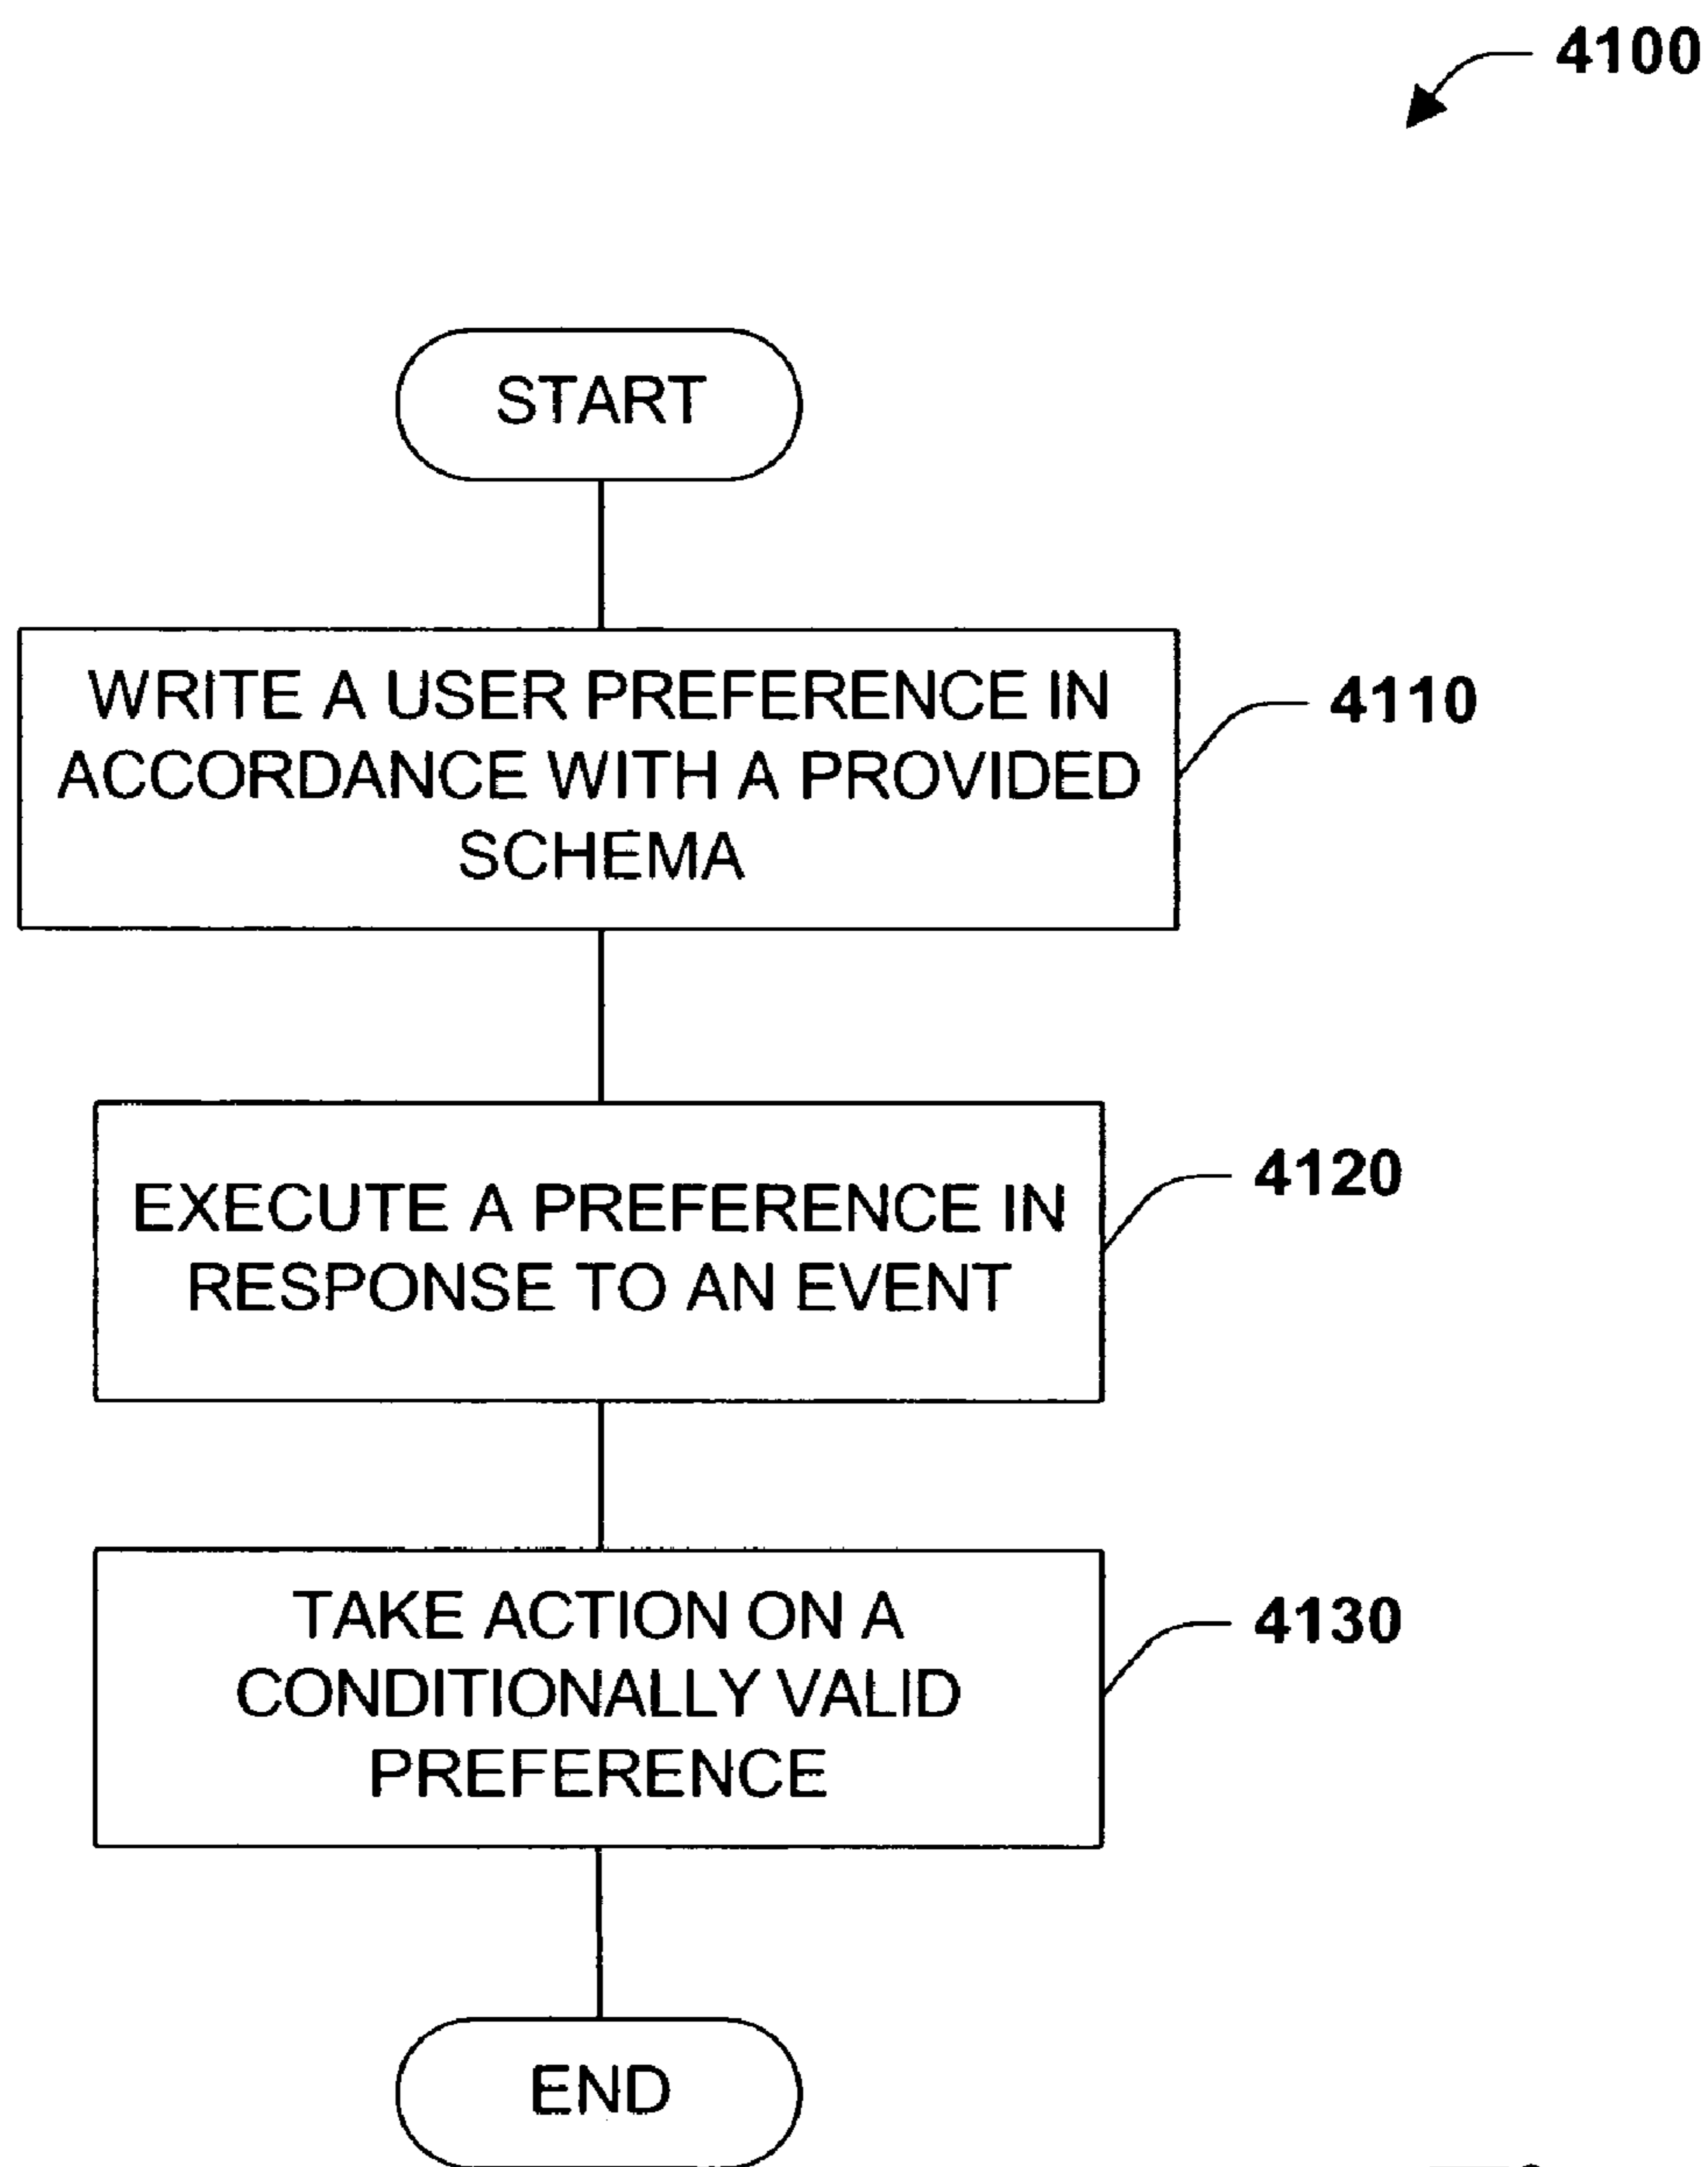 4100
START
WRITE A USER PREFERENCE IN
ACCORDANCE WITH A PROVIDED
SCHEMA
4110
EXECUTE A PREFERENCE IN
RESPONSE TO AN EVENT
4120
TAKE ACTION ON A
CONDITIONALLY VALID
PREFERENCE
4130
END